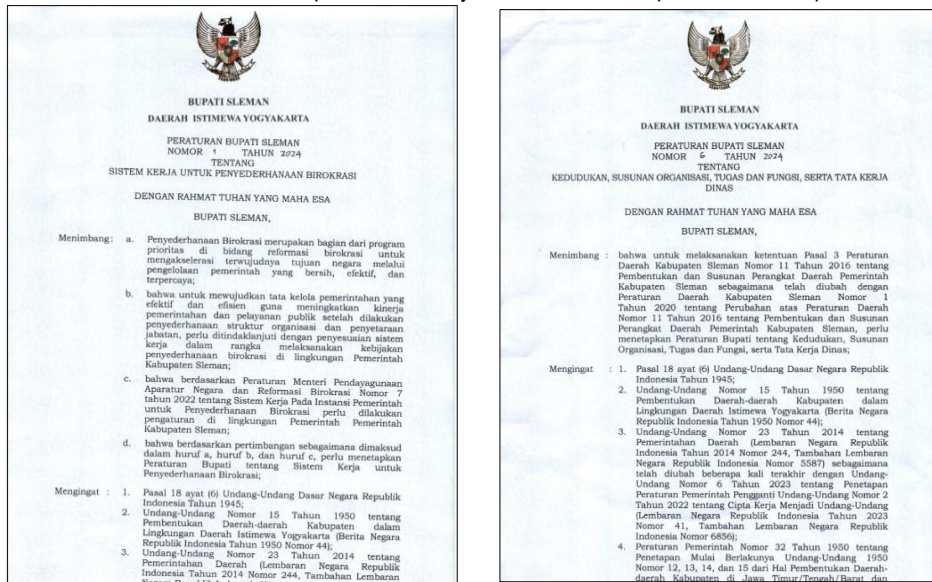 BUPATI SLEMAN
DAERAH ISTIMEWA YOGYAKARTA
PERATURAN BUPATI SLEMAN
NOMOR 1 TAHUN 2024
TENTANG
SISTEM KERJA UNTUK PENYEDERHANAAN BIROKRASI
DENGAN RAHMAT TUHAN YANG MAHA ESA
BUPATI SLEMAN,
Menimbang : a. Penyederhanaan Birokrasi merupakan bagian dari program
prioritas di bidang reformasi birokrasi untuk
mengakselerasi terwujudnya tujuan negara melalui
pengelolaan pemerintah yang bersih, efektif, dan
terpercaya;
b. bahwa untuk mewujudkan tata kelola pemerintahan yang
efektif dan efisien guna meningkatkan kinerja
pemerintahan dan pelayanan publik setelah dilakukan
penyederhanaan struktur organisasi dan penyetaraan
jabatan, perlu ditindaklanjuti dengan penyesuaian sistem
kerja dalam rangka melaksanakan kebijakan
penyederhanaan birokrasi di lingkungan Pemerintah
Kabupaten Sleman;
c. bahwa berdasarkan Peraturan Menteri Pendayagunaan
Aparatur Negara dan Reformasi Birokrasi Nomor 7
tahun 2022 tentang Sistem Kerja Pada Instansi Pemerintah
untuk Penyederhanaan Birokrasi perlu dilakukan
pengaturan di lingkungan Pemerintah Pemerintah
Kabupaten Sleman;
d. bahwa berdasarkan pertimbangan sebagaimana dimaksud
dalam huruf a, huruf b, dan huruf c, perlu menetapkan
Peraturan Bupati tentang Sistem Kerja untuk
Penyederhanaan Birokrasi;
Mengingat : 1. Pasal 18 ayat (6) Undang-Undang Dasar Negara Republik
Indonesia Tahun 1945;
2. Undang-Undang Nomor 15 Tahun 1950 tentang
Pembentukan Daerah-daerah Kabupaten dalam
Lingkungan Daerah Istimewa Yogyakarta (Berita Negara
Republik Indonesia Tahun 1950 Nomor 44);
3. Undang-Undang Nomor 23 Tahun 2014 tentang
Pemerintahan Daerah (Lembaran Negara Republik
Indonesia Tahun 2014 Nomor 244, Tambahan Lembaran
BUPATI SLEMAN
DAERAH ISTIMEWA YOGYAKARTA
PERATURAN BUPATI SLEMAN
NOMOR 6 TAHUN 2024
TENTANG
KEDUDUKAN, SUSUNAN ORGANISASI, TUGAS DAN FUNGSI, SERTA TATA KERJA
DINAS
DENGAN RAHMAT TUHAN YANG MAHA ESA
BUPATI SLEMAN,
Menimbang : bahwa untuk melaksanakan ketentuan Pasal 3 Peraturan
Daerah Kabupaten Sleman Nomor 11 Tahun 2016 tentang
Pembentukan dan Susunan Perangkat Daerah Pemerintah
Kabupaten Sleman sebagaimana telah diubah dengan
Peraturan Daerah Kabupaten Sleman Nomor 1
Tahun 2020 tentang Perubahan atas Peraturan Daerah
Nomor 11 Tahun 2016 tentang Pembentukan dan Susunan
Perangkat Daerah Pemerintah Kabupaten Sleman, perlu
menetapkan Peraturan Bupati tentang Kedudukan, Susunan
Organisasi, Tugas dan Fungsi, serta Tata Kerja Dinas;
Mengingat : 1. Pasal 18 ayat (6) Undang-Undang Dasar Negara Republik
Indonesia Tahun 1945;
2. Undang-Undang Nomor 15 Tahun 1950 tentang
Pembentukan Daerah-daerah Kabupaten dalam
Lingkungan Daerah Istimewa Yogyakarta (Berita Negara
Republik Indonesia Tahun 1950 Nomor 44);
3. Undang-Undang Nomor 23 Tahun 2014 tentang
Pemerintahan Daerah (Lembaran Negara Republik
Indonesia Tahun 2014 Nomor 244, Tambahan Lembaran
Negara Republik Indonesia Nomor 5587) sebagaimana
telah diubah beberapa kali terakhir dengan Undang-
Undang Nomor 6 Tahun 2023 tentang Penetapan
Peraturan Pemerintah Pengganti Undang-Undang Nomor 2
Tahun 2022 tentang Cipta Kerja Menjadi Undang-Undang
(Lembaran Negara Republik Indonesia Tahun 2023
Nomor 41, Tambahan Lembaran Negara Republik
Indonesia Nomor 6856);
4. Peraturan Pemerintah Nomor 32 Tahun 1950 tentang
Penetapan Mulai Berlakunya Undang-Undang 1950
Nomor 12, 13, 14, dan 15 dari Hal Pembentukan Daerah-
daerah Kabupaten di Jawa Timur/Tengah/Barat dan